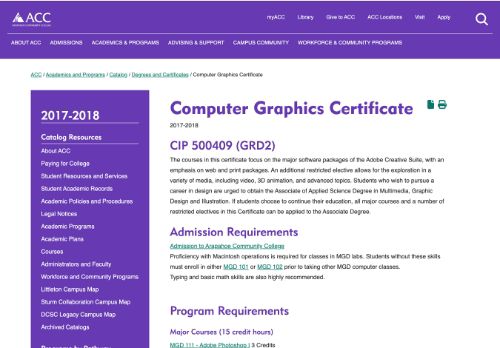 ACC
myACC Library Give to ACC ACC Locations Visit Apply
ABOUT ACC ADMISSIONS ACADEMICS & PROGRAMS ADVISING & SUPPORT CAMPUS COMMUNITY WORKFORCE & COMMUNITY PROGRAMS
ACC / Academics and Programs / Catalog / Degrees and Certificates / Computer Graphics Certificate
2017-2018
Catalog Resources
About ACC
Paying for College
Student Resources and Services
Student Academic Records
Academic Policies and Procedures
Legal Notices
Academic Programs
Academic Plans
Courses
Administrators and Faculty
Workforce and Community Programs
Littleton Campus Map
Sturm Collaboration Campus Map
DCSC Legacy Campus Map
Archived Catalogs
Computer Graphics Certificate
2017-2018
CIP 500409 (GRD2)
The courses in this certificate focus on the major software packages of the Adobe Creative Suite, with an
emphasis on web and print packages. An additional restricted elective allows for the exploration in a
variety of media, including video, 3D animation, and advanced topics. Students who wish to pursue a
career in design are urged to obtain the Associate of Applied Science Degree in Multimedia, Graphic
Design and Illustration. If students choose to continue their education, all major courses and a number of
restricted electives in this Certificate can be applied to the Associate Degree.
Admission Requirements
Admission to Arapahoe Community College
Proficiency with Macintosh operations is required for classes in MGD labs. Students without these skills
must enroll in either MGD 101 or MGD 102 prior to taking other MGD computer classes.
Typing and basic math skills are also highly recommended.
Program Requirements
Major Courses (15 credit hours)
MGD 111 - Adobe Photoshop I 3 Credits